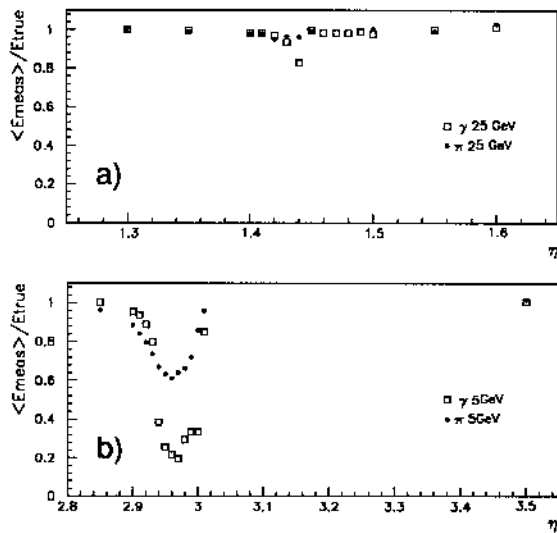 <Emeas>/Etrue
1
0.8
0.6
0.4
0.2
0
a)
□ γ 25 GeV
• π 25 GeV
1.3 1.4 1.5 1.6
η
<Emeas>/Etrue
1
0.8
0.6
0.4
0.2
0
b)
□ γ 5GeV
• π 5GeV
2.8 2.9 3 3.1 3.2 3.3 3.4 3.5
η